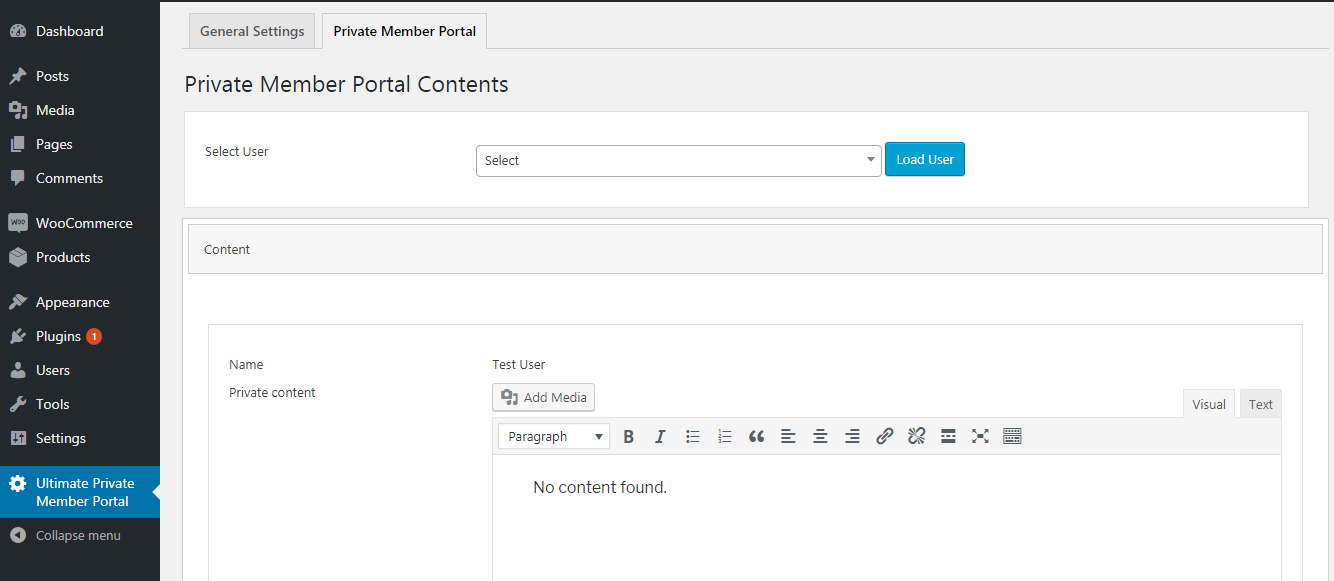 Dashboard
Posts
Media
Pages
Comments
WOO WooCommerce
Products
Appearance
Plugins 1
Users
Tools
Settings
Ultimate Private
Member Portal
Collapse menu
General Settings Private Member Portal
Private Member Portal Contents
Select User Select Load User
Content
Name Test User
Private content Add Media Visual Text
Paragraph B I
No content found.